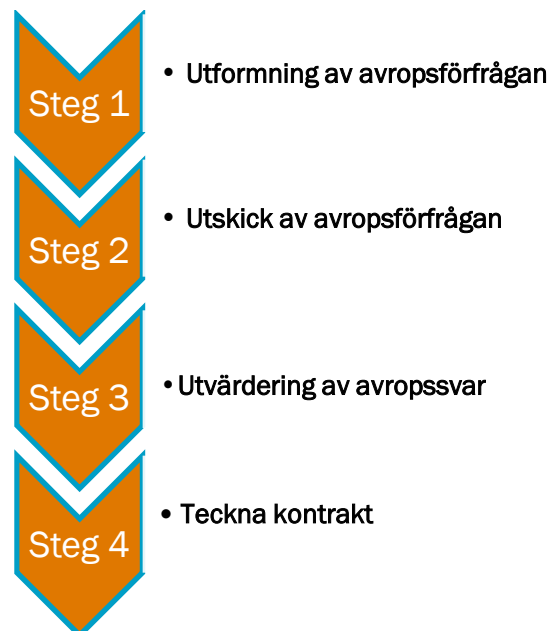 Steg 1
• Utformning av avropsförfrågan
Steg 2
• Utskick av avropsförfrågan
Steg 3
•Utvärdering av avropssvar
Steg 4
• Teckna kontrakt